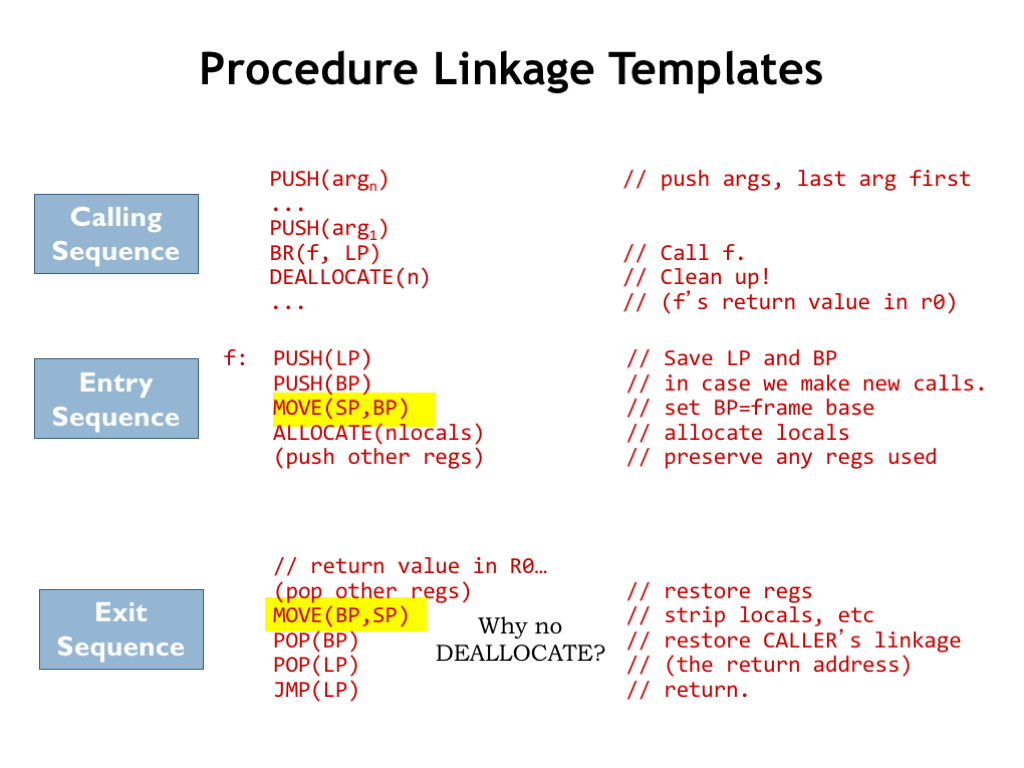 Procedure Linkage Templates
Calling
Sequence
PUSH(argₙ) // push args, last arg first
...
PUSH(arg₁)
BR(f, LP) // Call f.
DEALLOCATE(n) // Clean up!
... // (f’s return value in r0)
Entry
Sequence
f: PUSH(LP) // Save LP and BP
PUSH(BP) // in case we make new calls.
MOVE(SP,BP) // set BP=frame base
ALLOCATE(nlocals) // allocate locals
(push other regs) // preserve any regs used
Exit
Sequence
// return value in R0…
(pop other regs) // restore regs
MOVE(BP,SP) // strip locals, etc
POP(BP) // restore CALLER’s linkage
POP(LP) // (the return address)
JMP(LP) // return.
Why no
DEALLOCATE?